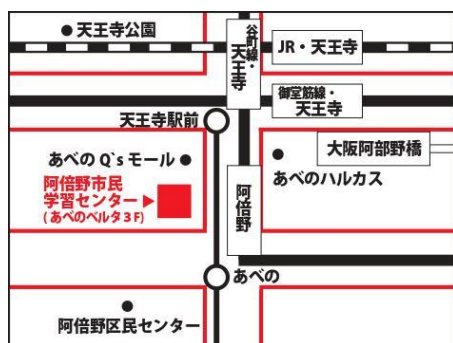 天王寺公園
谷町線・
天王寺
JR・天王寺
御堂筋線・
天王寺
天王寺駅前
あべのQ`sモール
あべのハルカス
大阪阿部野橋
阿倍野市民
学習センター
(あべのベルタ3F)
阿倍野
あべの
阿倍野区民センター